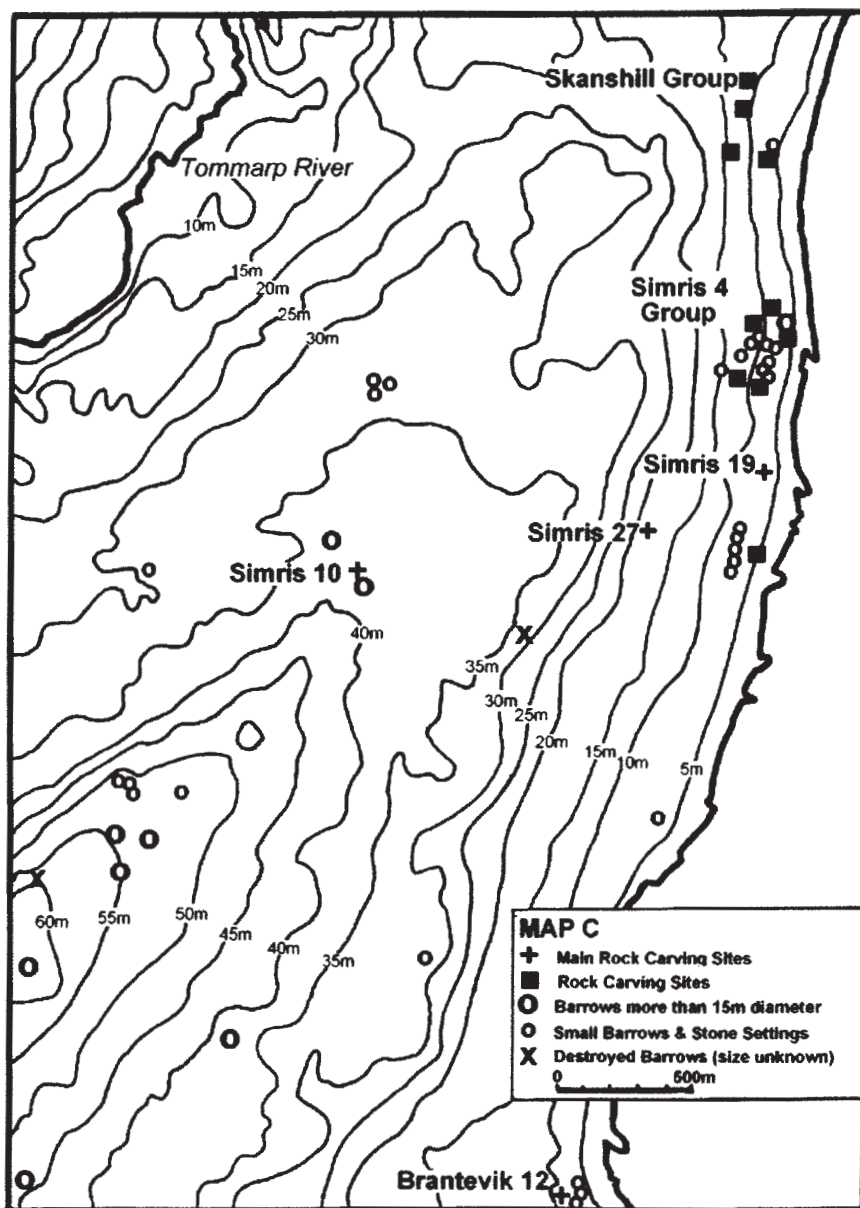 Skanshill Group
Tommarp River
10m
15m
20m
25m
30m
Simris 4
Group
Simris 19
Simris 27
Simris 10
40m
35m
30m
25m
20m
15m
10m
5m
60m
55m
50m
45m
40m
35m
MAP C
+ Main Rock Carving Sites
■ Rock Carving Sites
O Barrows more than 15m diameter
o Small Barrows & Stone Settings
X Destroyed Barrows (size unknown)
0 500m
Brantevik 12